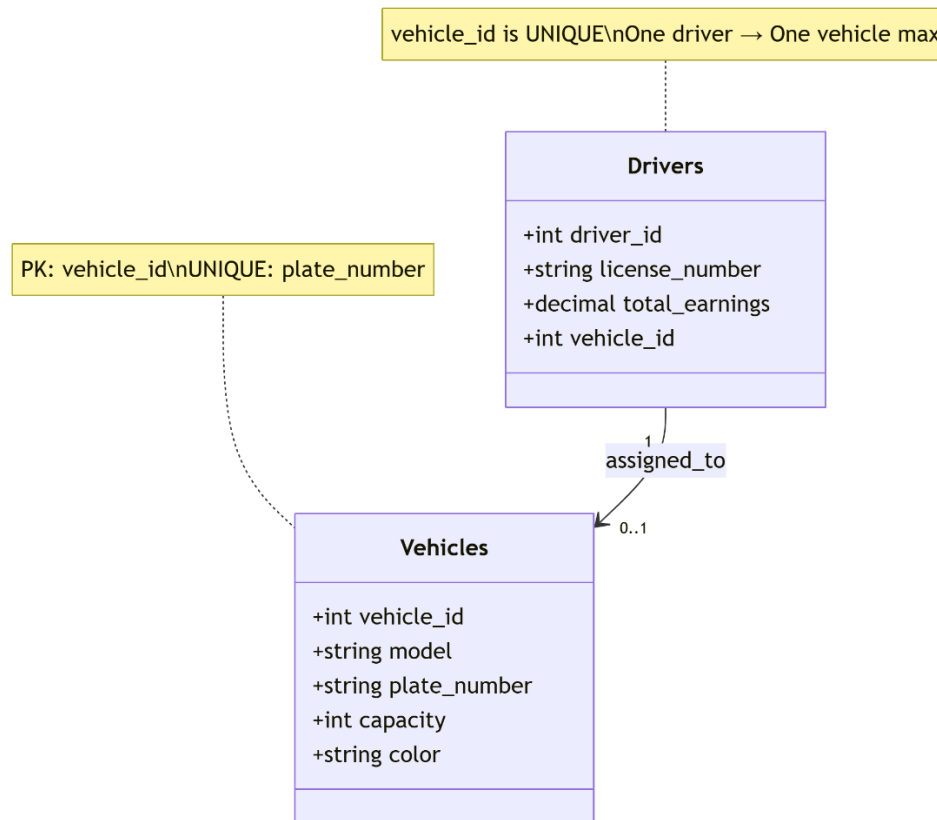 vehicle_id is UNIQUE\nOne driver → One vehicle max
Drivers
+int driver_id
+string license_number
+decimal total_earnings
+int vehicle_id
PK: vehicle_id\nUNIQUE: plate_number
1
assigned_to
0..1
Vehicles
+int vehicle_id
+string model
+string plate_number
+int capacity
+string color